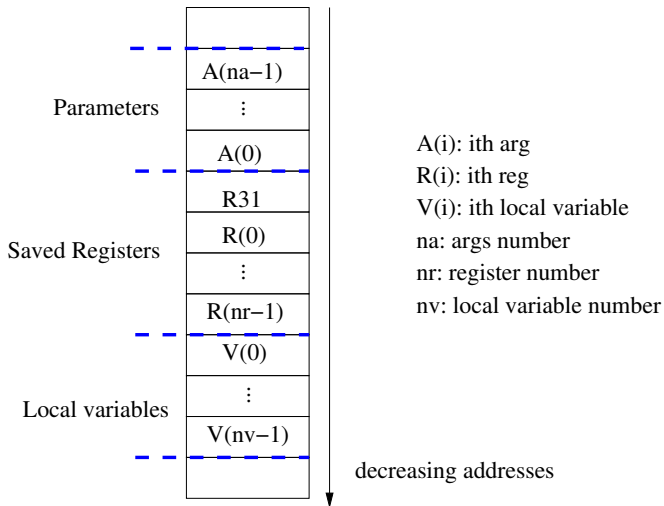 A(na−1)
Parameters
⋮
A(0)
R31
Saved Registers
R(0)
⋮
R(nr−1)
V(0)
Local variables
⋮
V(nv−1)
A(i): ith arg
R(i): ith reg
V(i): ith local variable
na: args number
nr: register number
nv: local variable number
decreasing addresses